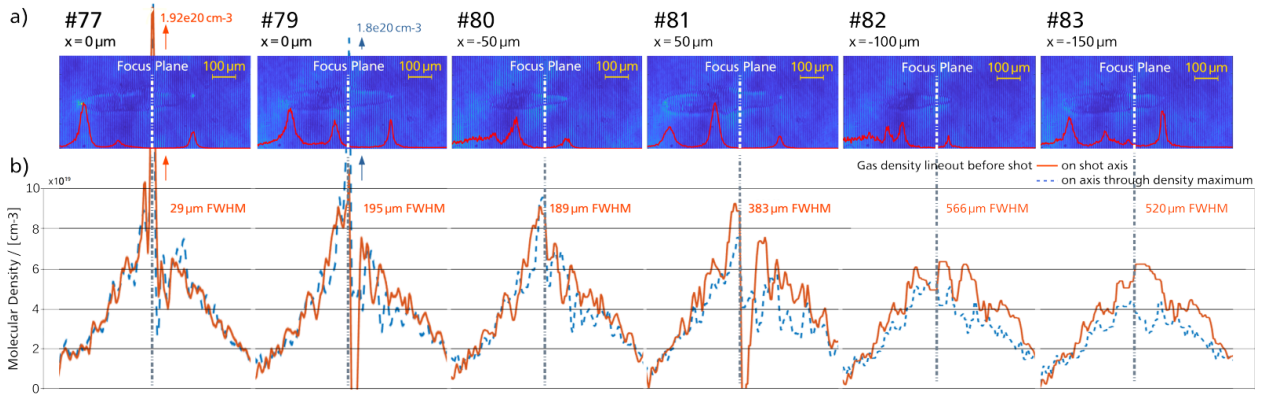 a)
#77
x = 0 µm
1.92e20 cm-3
#79
x = 0 µm
1.8e20 cm-3
#80
x = -50 µm
#81
x = 50 µm
#82
x = -100 µm
#83
x = -150 µm
Focus Plane 100 µm
Focus Plane 100 µm
Focus Plane 100 µm
Focus Plane 100 µm
Focus Plane 100 µm
Focus Plane 100 µm
b)
Gas density lineout before shot
on shot axis
on axis through density maximum
x10¹⁹
Molecular Density / [cm-3]
10
8
6
4
2
0
29 µm FWHM
195 µm FWHM
189 µm FWHM
383 µm FWHM
566 µm FWHM
520 µm FWHM